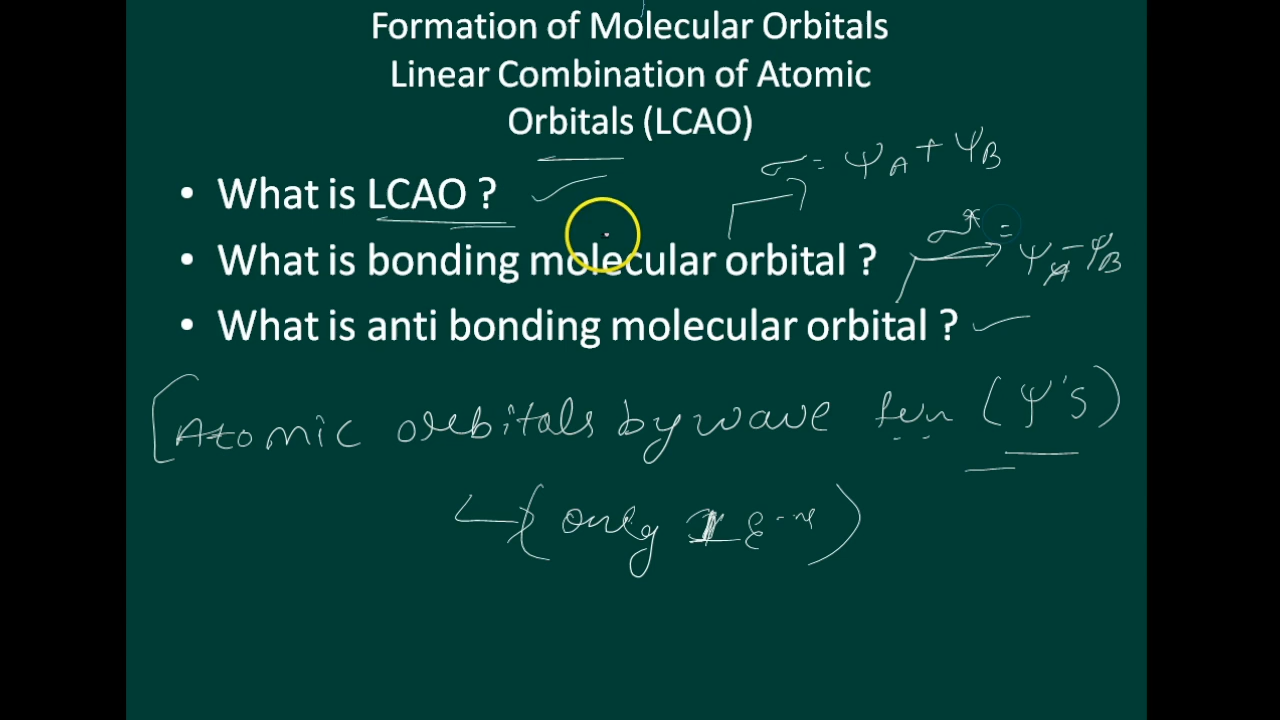 Formation of Molecular Orbitals
Linear Combination of Atomic
Orbitals (LCAO)
σ = ψA + ψB
• What is LCAO ?
σ* = ψA - ψB
• What is bonding molecular orbital ?
• What is anti bonding molecular orbital ?
[Atomic orbitals by wave fun (ψ's)
(only 1 e-